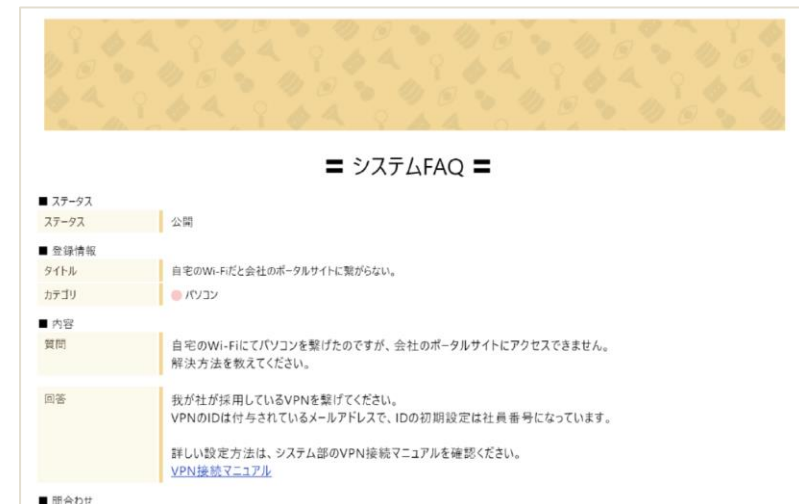 〓 システムFAQ 〓
■ ステータス
ステータス 公開
■ 登録情報
タイトル 自宅のWi-Fiだと会社のポータルサイトに繋がらない。
カテゴリ パソコン
■ 内容
質問 自宅のWi-Fiにてパソコンを繋げたのですが、会社のポータルサイトにアクセスできません。
解決方法を教えてください。
回答 我が社が採用しているVPNを繋げてください。
VPNのIDは付与されているメールアドレスで、IDの初期設定は社員番号になっています。
詳しい設定方法は、システム部のVPN接続マニュアルを確認ください。
VPN接続マニュアル
■ 問合わせ